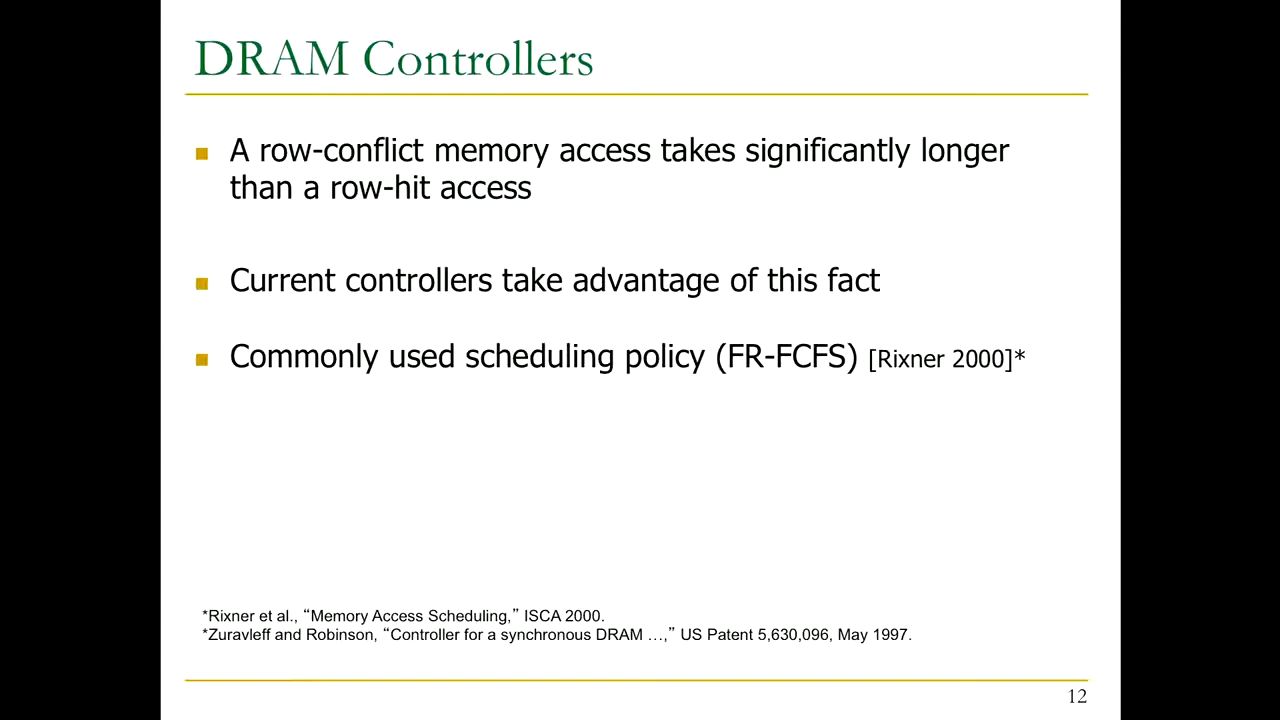 DRAM Controllers
A row-conflict memory access takes significantly longer
than a row-hit access
Current controllers take advantage of this fact
Commonly used scheduling policy (FR-FCFS) [Rixner 2000]*
*Rixner et al., “Memory Access Scheduling,” ISCA 2000.
*Zuravleff and Robinson, “Controller for a synchronous DRAM …,” US Patent 5,630,096, May 1997.
12